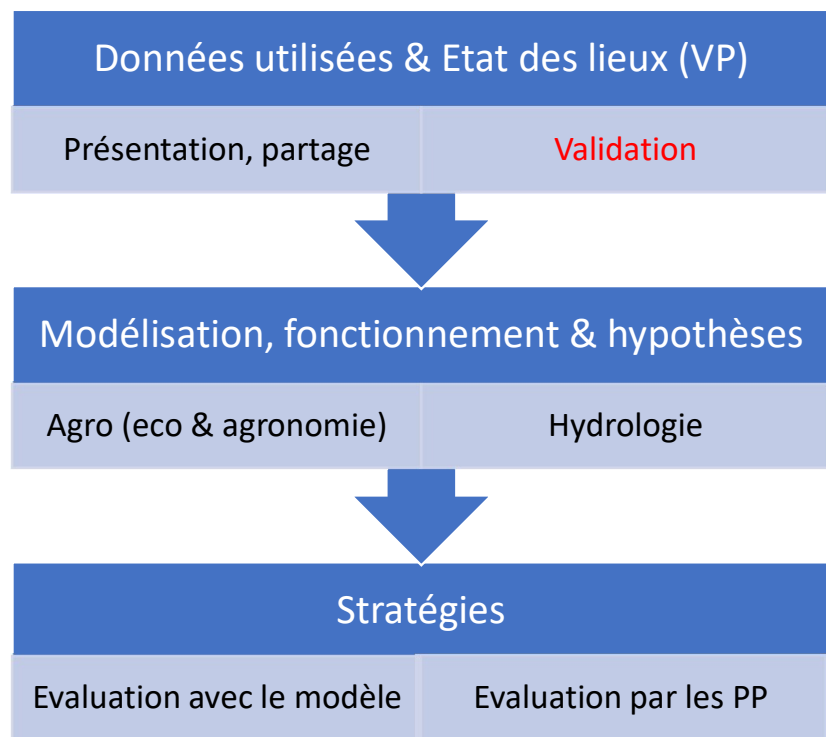 Données utilisées & Etat des lieux (VP)
Présentation, partage
Validation
Modélisation, fonctionnement & hypothèses
Agro (eco & agronomie)
Hydrologie
Stratégies
Evaluation avec le modèle
Evaluation par les PP